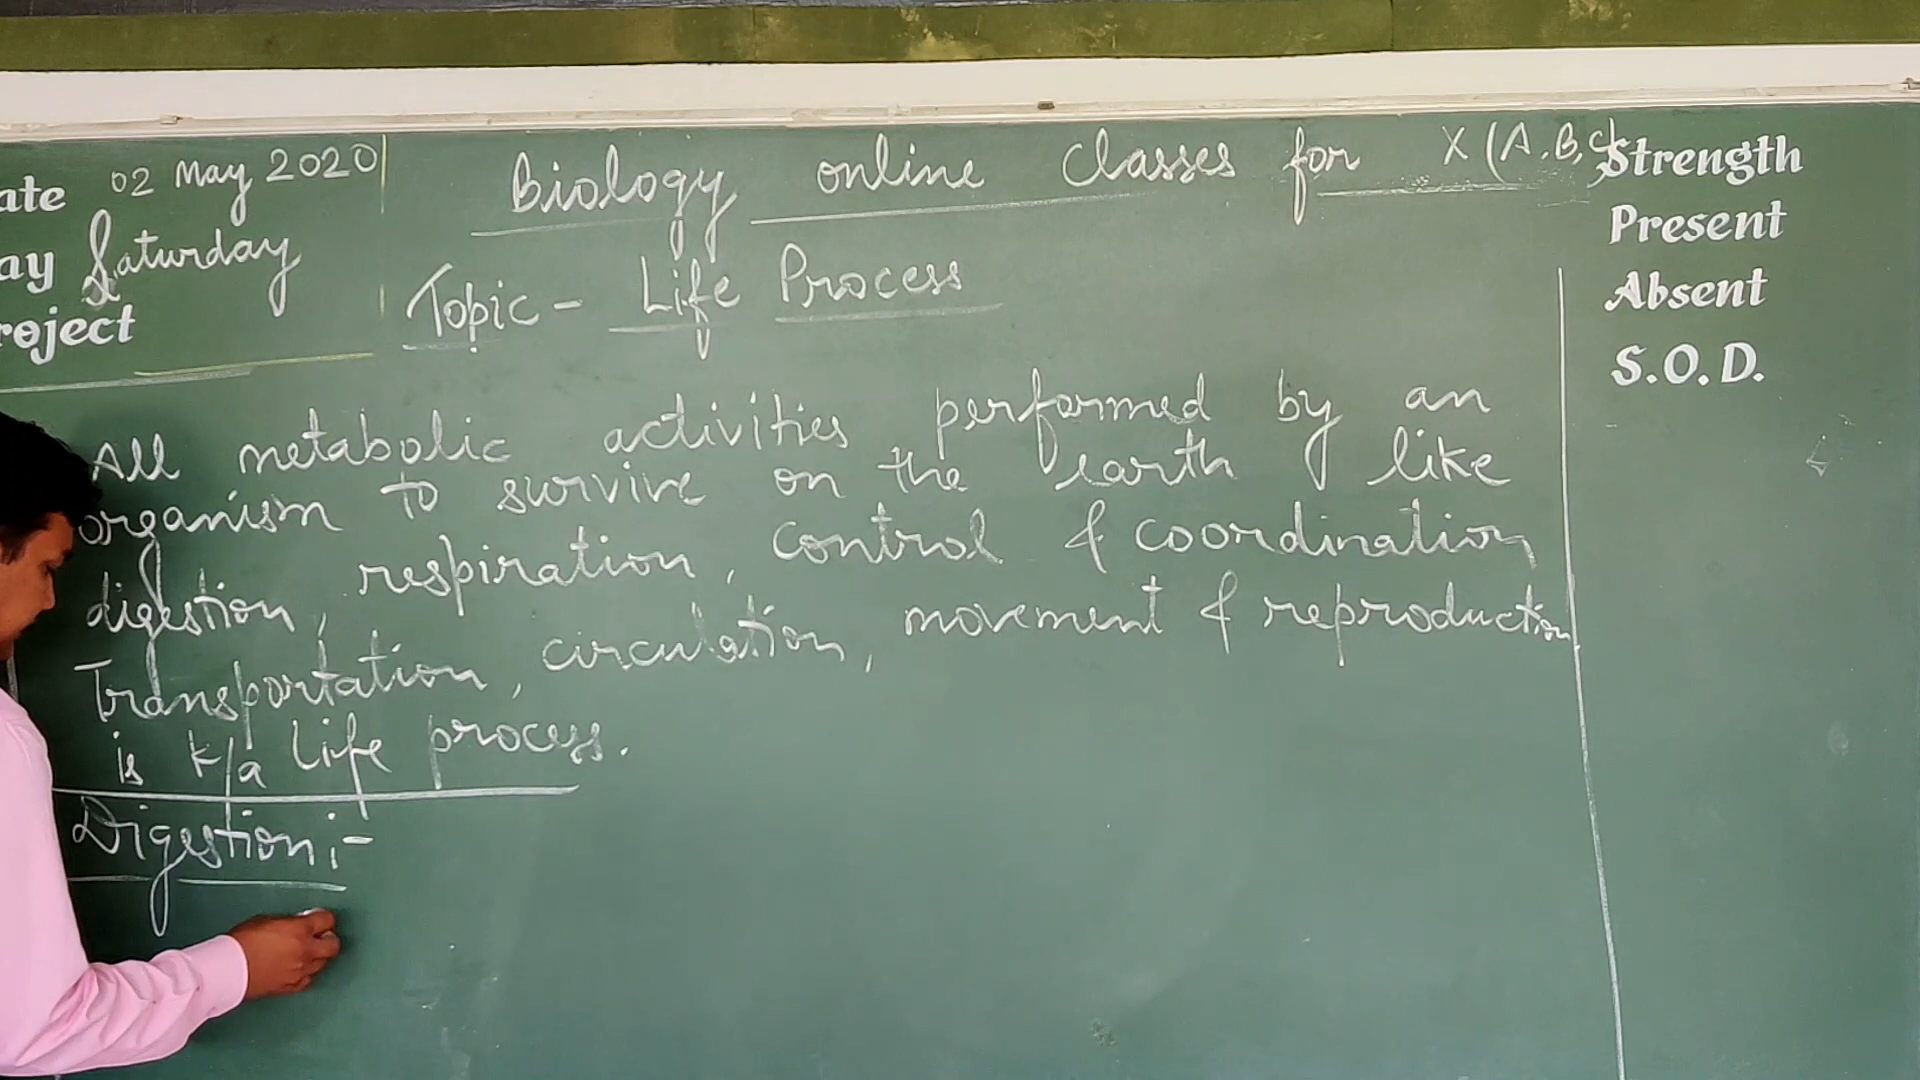 ate 02 May 2020
ay Saturday
roject
Biology online classes for X (A, B, C)
Topic - Life Process
Strength
Present
Absent
S.O.D.
All metabolic activities performed by an
organism to survive on the earth like
digestion, respiration, control & coordination
Transportation, circulation, movement & reproduction
is k/a Life process.
Digestion :-